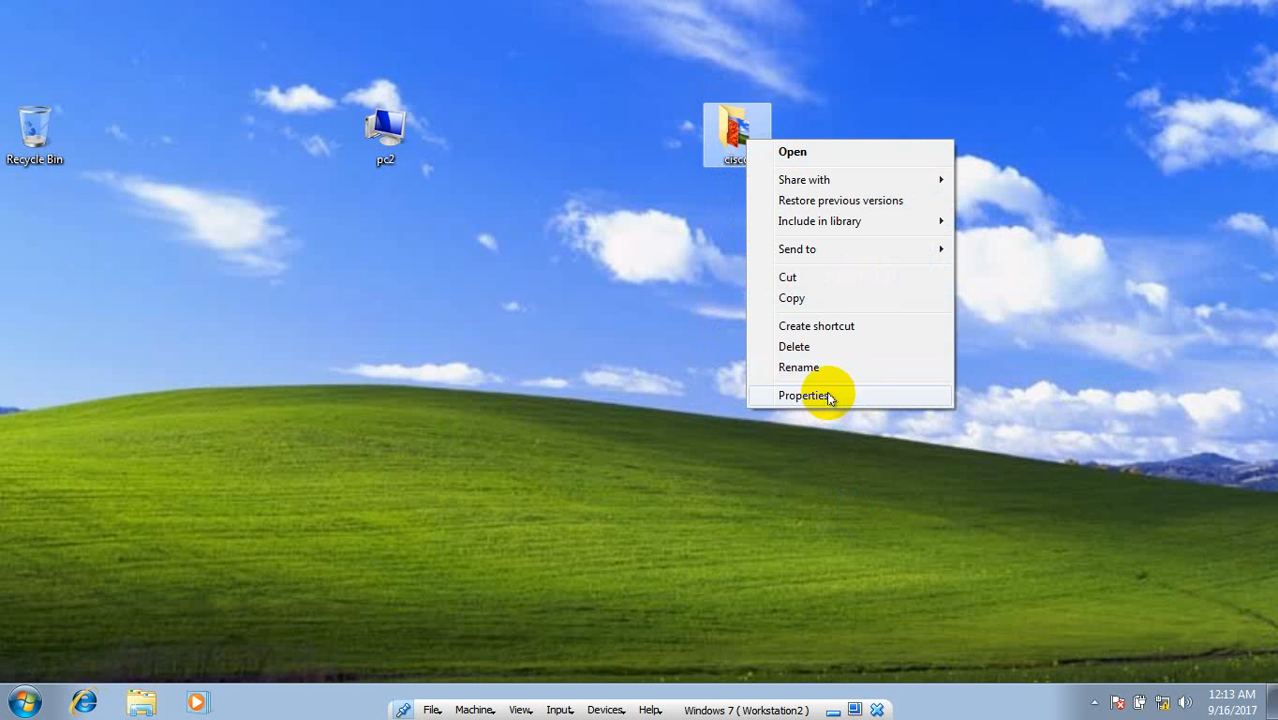 Recycle Bin
pc2
cisco
Open
Share with
Restore previous versions
Include in library
Send to
Cut
Copy
Create shortcut
Delete
Rename
Properties
File
Machine
View
Input
Devices
Help
Windows 7 ( Workstation2 )
12:13 AM
9/16/2017